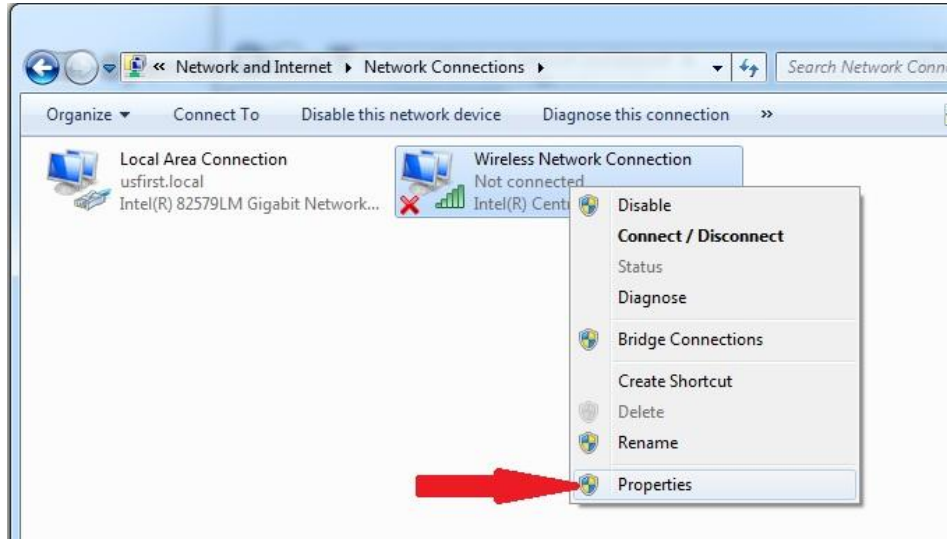 « Network and Internet ▸ Network Connections ▸
Search Network Conn
Organize ▼ Connect To Disable this network device Diagnose this connection »
Local Area Connection
usfirst.local
Intel(R) 82579LM Gigabit Network...
Wireless Network Connection
Not connected
Intel(R) Centr
Disable
Connect / Disconnect
Status
Diagnose
Bridge Connections
Create Shortcut
Delete
Rename
Properties